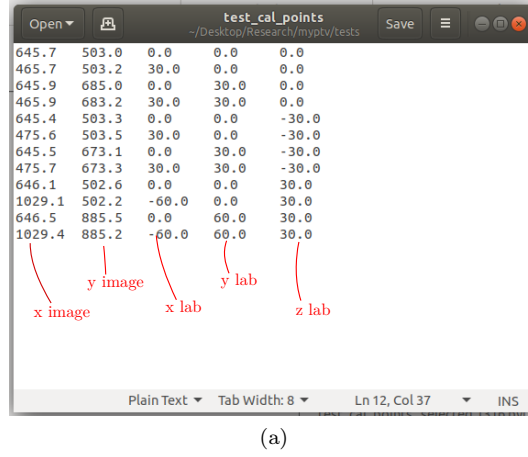 Open test_cal_points Save
~/Desktop/Research/myptv/tests
645.7 503.0 0.0 0.0 0.0
465.7 503.2 30.0 0.0 0.0
645.9 685.0 0.0 30.0 0.0
465.9 683.2 30.0 30.0 0.0
645.4 503.3 0.0 0.0 -30.0
475.6 503.5 30.0 0.0 -30.0
645.5 673.1 0.0 30.0 -30.0
475.7 673.3 30.0 30.0 -30.0
646.1 502.6 0.0 0.0 30.0
1029.1 502.2 -60.0 0.0 30.0
646.5 885.5 0.0 60.0 30.0
1029.4 885.2 -60.0 60.0 30.0
x image y image x lab y lab z lab
Plain Text Tab Width: 8 Ln 12, Col 37 INS
(a)